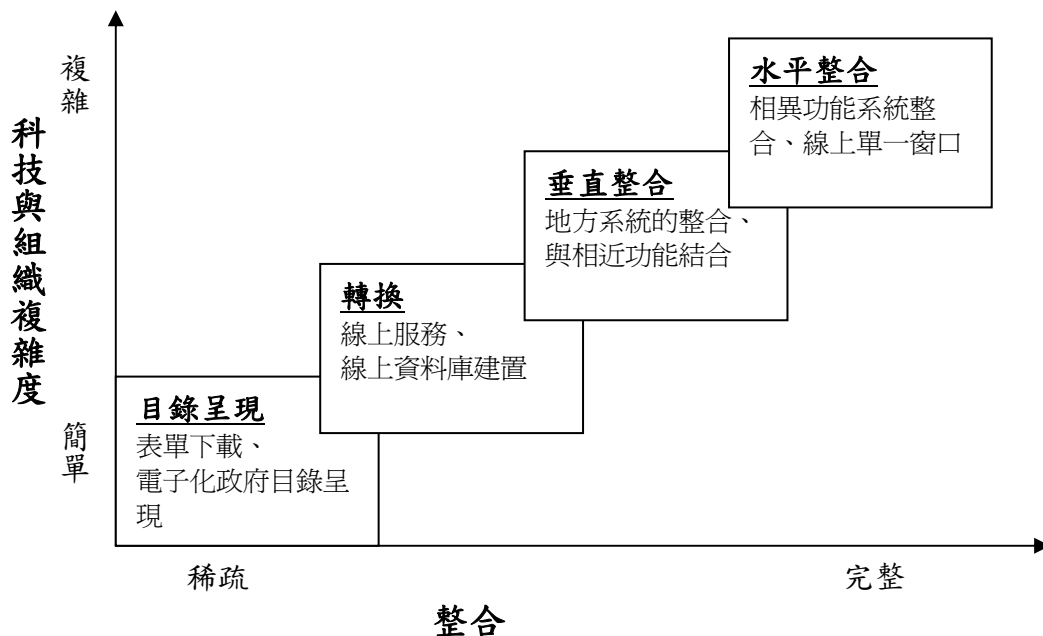 複雜
科技與組織複雜度
簡單
水平整合
相異功能系統整
合、線上單一窗口
垂直整合
地方系統的整合、
與相近功能結合
轉換
線上服務、
線上資料庫建置
目錄呈現
表單下載、
電子化政府目錄呈
現
稀疏
完整
整合